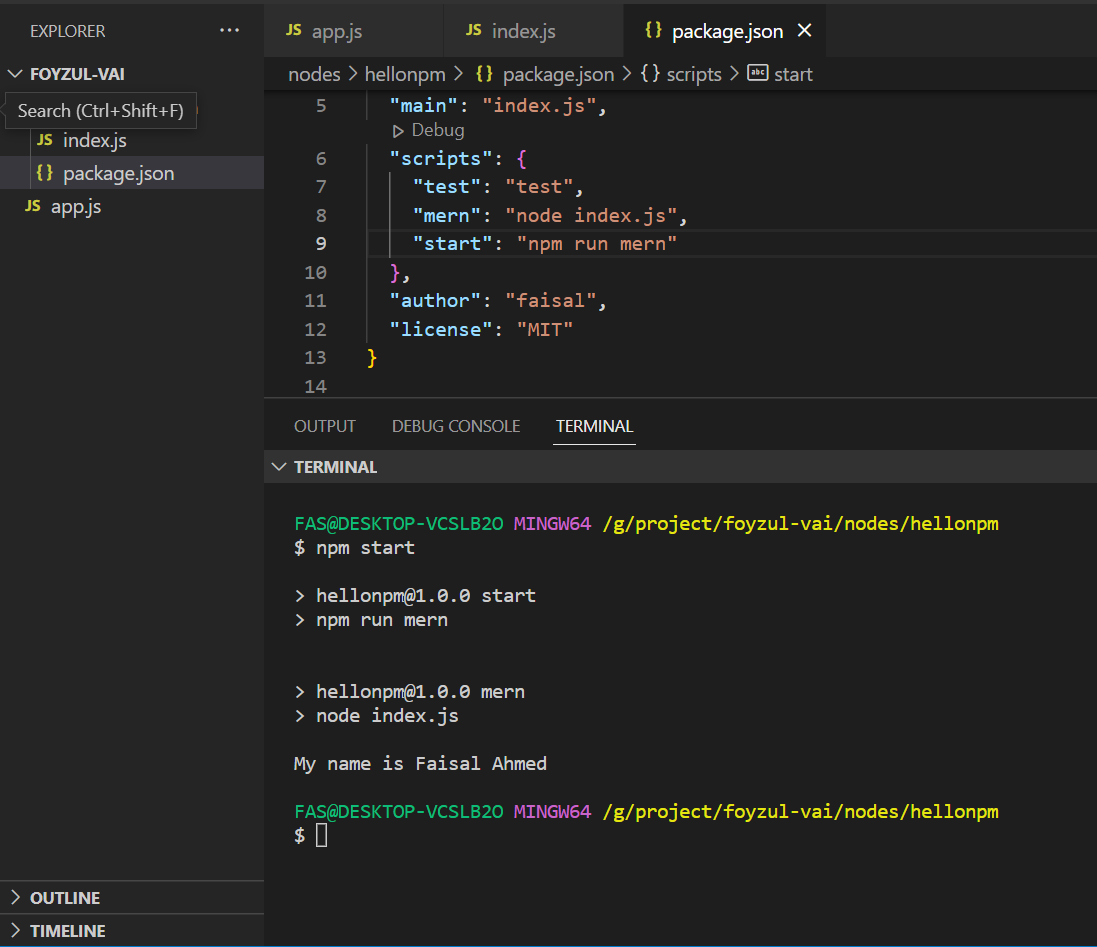 EXPLORER ···
FOYZUL-VAI
Search (Ctrl+Shift+F)
JS index.js
{} package.json
JS app.js
OUTLINE
TIMELINE
JS app.js JS index.js {} package.json
nodes > hellonpm > {} package.json > {} scripts > abc start
5 "main": "index.js",
Debug
6 "scripts": {
7 "test": "test",
8 "mern": "node index.js",
9 "start": "npm run mern"
10 },
11 "author": "faisal",
12 "license": "MIT"
13 }
14
OUTPUT DEBUG CONSOLE TERMINAL
TERMINAL
FAS@DESKTOP-VCSLB2O MINGW64 /g/project/foyzul-vai/nodes/hellonpm
$ npm start
> hellonpm@1.0.0 start
> npm run mern
> hellonpm@1.0.0 mern
> node index.js
My name is Faisal Ahmed
FAS@DESKTOP-VCSLB2O MINGW64 /g/project/foyzul-vai/nodes/hellonpm
$